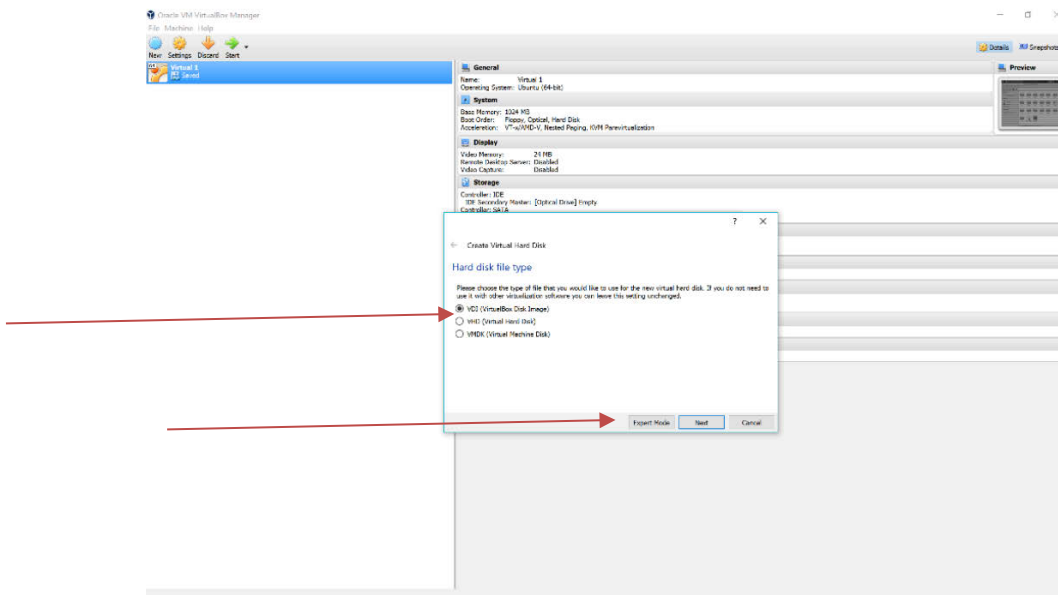 Oracle VM VirtualBox Manager
File Machine Help
New Settings Discard Start
Details Snapshots
Virtual 1
Saved
General
Name: Virtual 1
Operating System: Ubuntu (64-bit)
Preview
System
Base Memory: 1024 MB
Boot Order: Floppy, Optical, Hard Disk
Acceleration: VT-x/AMD-V, Nested Paging, KVM Paravirtualization
Display
Video Memory: 24 MB
Remote Desktop Server: Disabled
Video Capture: Disabled
Storage
Controller: IDE
IDE Secondary Master: [Optical Drive] Empty
Controller: SATA
?
Create Virtual Hard Disk
Hard disk file type
Please choose the type of file that you would like to use for the new virtual hard disk. If you do not need to
use it with other virtualization software you can leave this setting unchanged.
VDI (VirtualBox Disk Image)
VHD (Virtual Hard Disk)
VMDK (Virtual Machine Disk)
Expert Mode Next Cancel